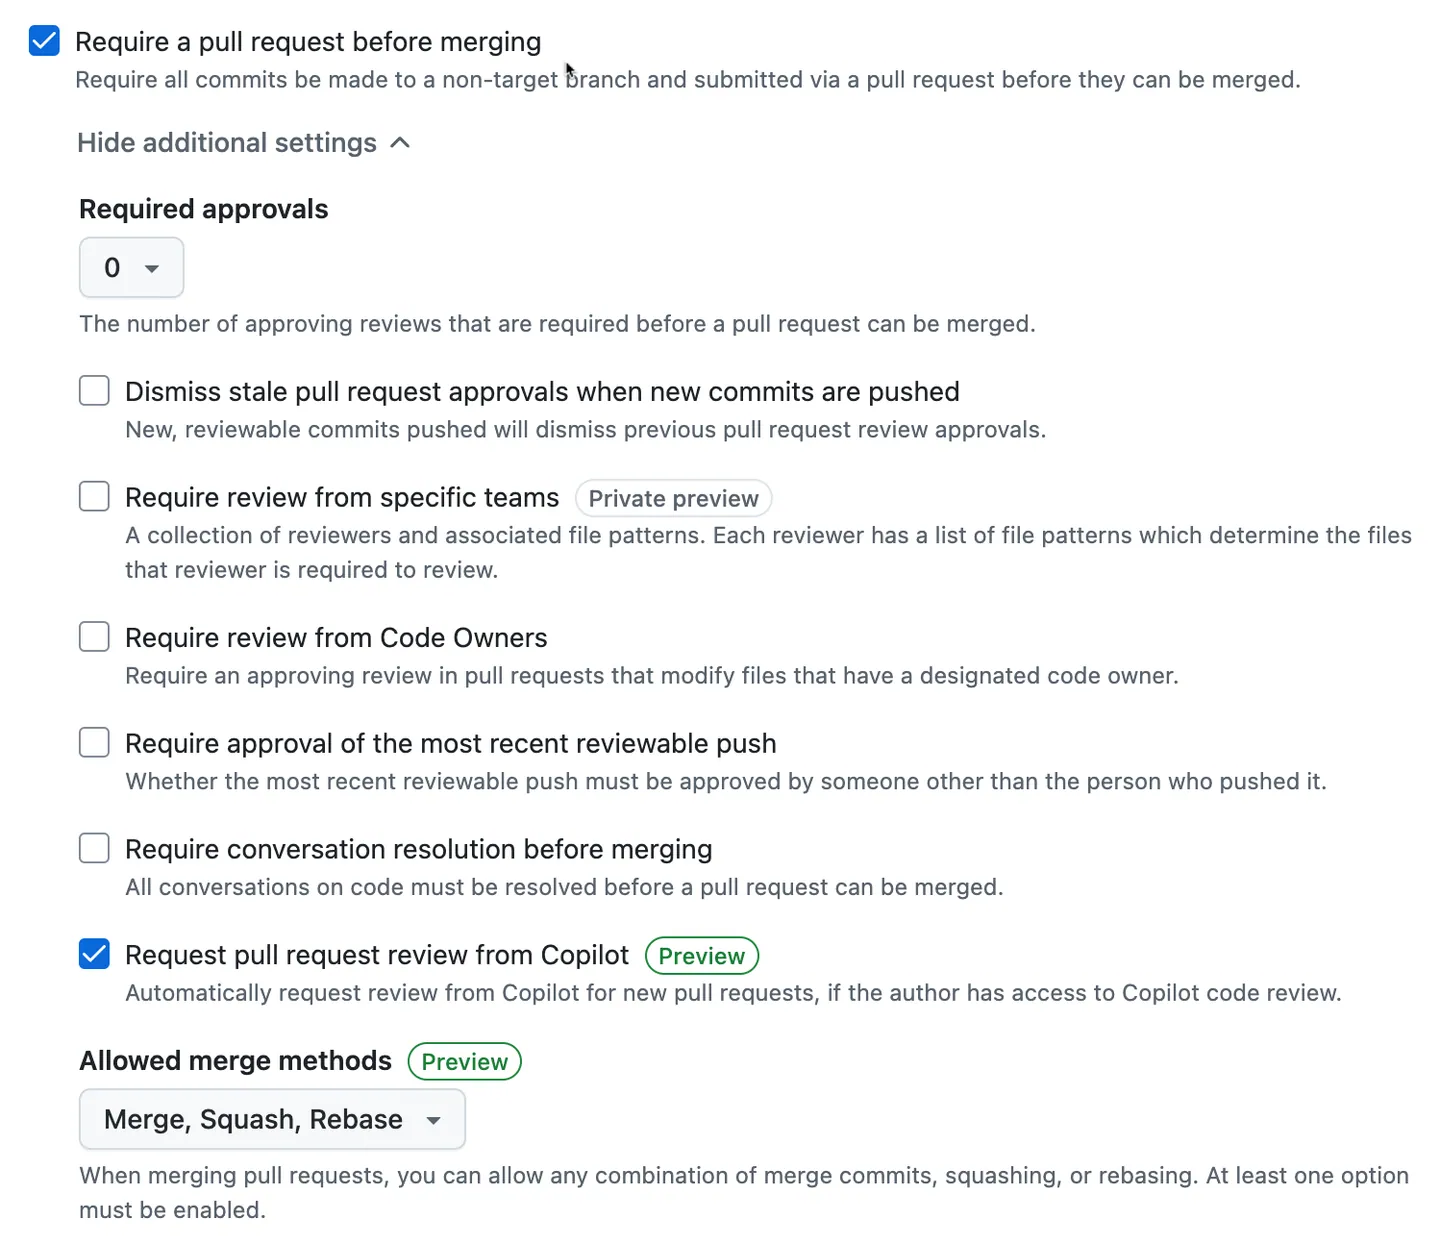 Require a pull request before merging
Require all commits be made to a non-target branch and submitted via a pull request before they can be merged.
Hide additional settings
Required approvals
0
The number of approving reviews that are required before a pull request can be merged.
Dismiss stale pull request approvals when new commits are pushed
New, reviewable commits pushed will dismiss previous pull request review approvals.
Require review from specific teams Private preview
A collection of reviewers and associated file patterns. Each reviewer has a list of file patterns which determine the files
that reviewer is required to review.
Require review from Code Owners
Require an approving review in pull requests that modify files that have a designated code owner.
Require approval of the most recent reviewable push
Whether the most recent reviewable push must be approved by someone other than the person who pushed it.
Require conversation resolution before merging
All conversations on code must be resolved before a pull request can be merged.
Request pull request review from Copilot Preview
Automatically request review from Copilot for new pull requests, if the author has access to Copilot code review.
Allowed merge methods Preview
Merge, Squash, Rebase
When merging pull requests, you can allow any combination of merge commits, squashing, or rebasing. At least one option
must be enabled.